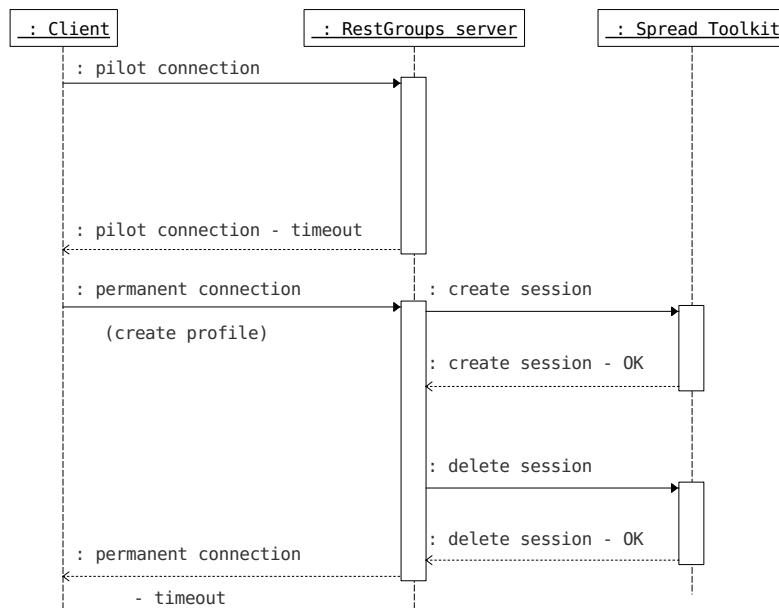 : Client
: RestGroups server
: Spread Toolkit
: pilot connection
: pilot connection - timeout
: permanent connection
(create profile)
: create session
: create session - OK
: delete session
: delete session - OK
: permanent connection
- timeout